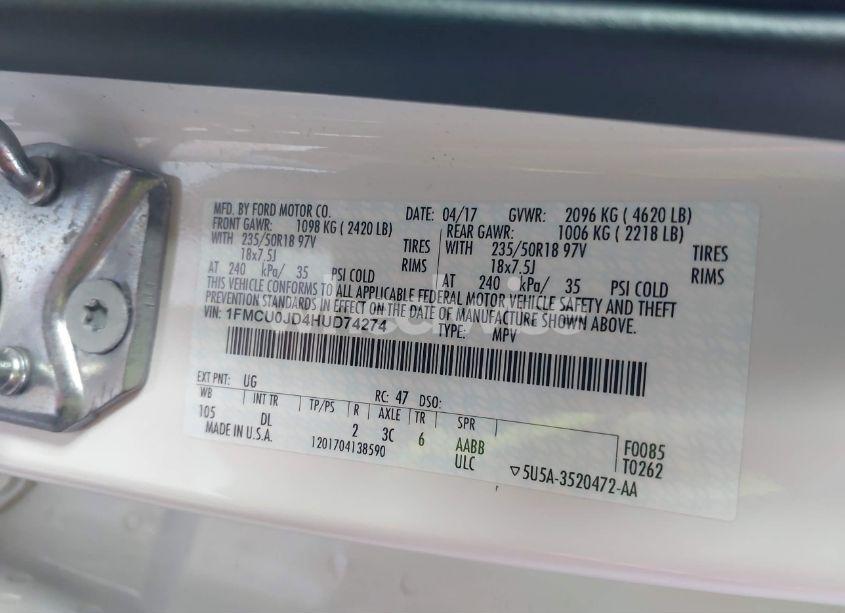 MFD. BY FORD MOTOR CO. DATE: 04/17 GVWR: 2096 KG ( 4620 LB)
FRONT GAWR: 1098 KG ( 2420 LB) REAR GAWR: 1006 KG ( 2218 LB)
WITH 235/50R18 97V TIRES WITH 235/50R18 97V TIRES
18x7.5J RIMS 18x7.5J RIMS
AT 240 kPa/ 35 PSI COLD AT 240 kPa/ 35 PSI COLD
THIS VEHICLE CONFORMS TO ALL APPLICABLE FEDERAL MOTOR VEHICLE SAFETY AND THEFT
PREVENTION STANDARDS IN EFFECT ON THE DATE OF MANUFACTURE SHOWN ABOVE.
VIN: 1FMCU0JD4HUD74274 TYPE: MPV
EXT PNT: UG RC: 47 DSO:
WB INT TR TP/PS R AXLE TR SPR
105 DL 2 3C 6 AABB F0085
MADE IN U.S.A. 1201704138590 ULC T0262
▽5U5A-3520472-AA